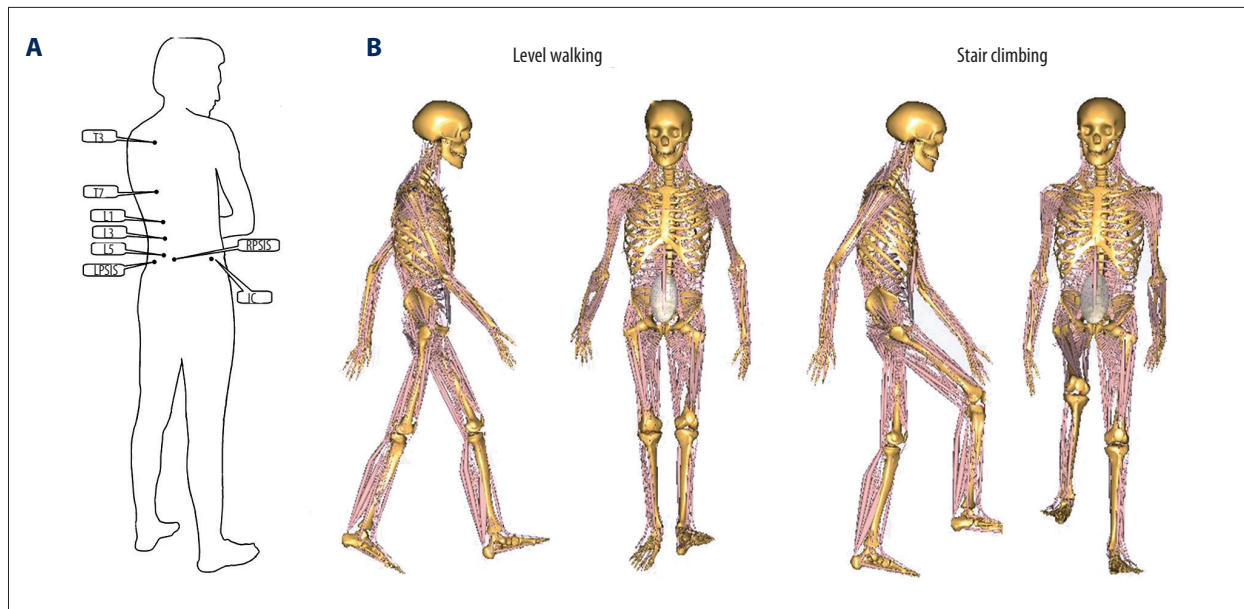 A
B
Level walking
Stair climbing
T3
T7
L1
L3
L5
LPSIS
RPSIS
IC